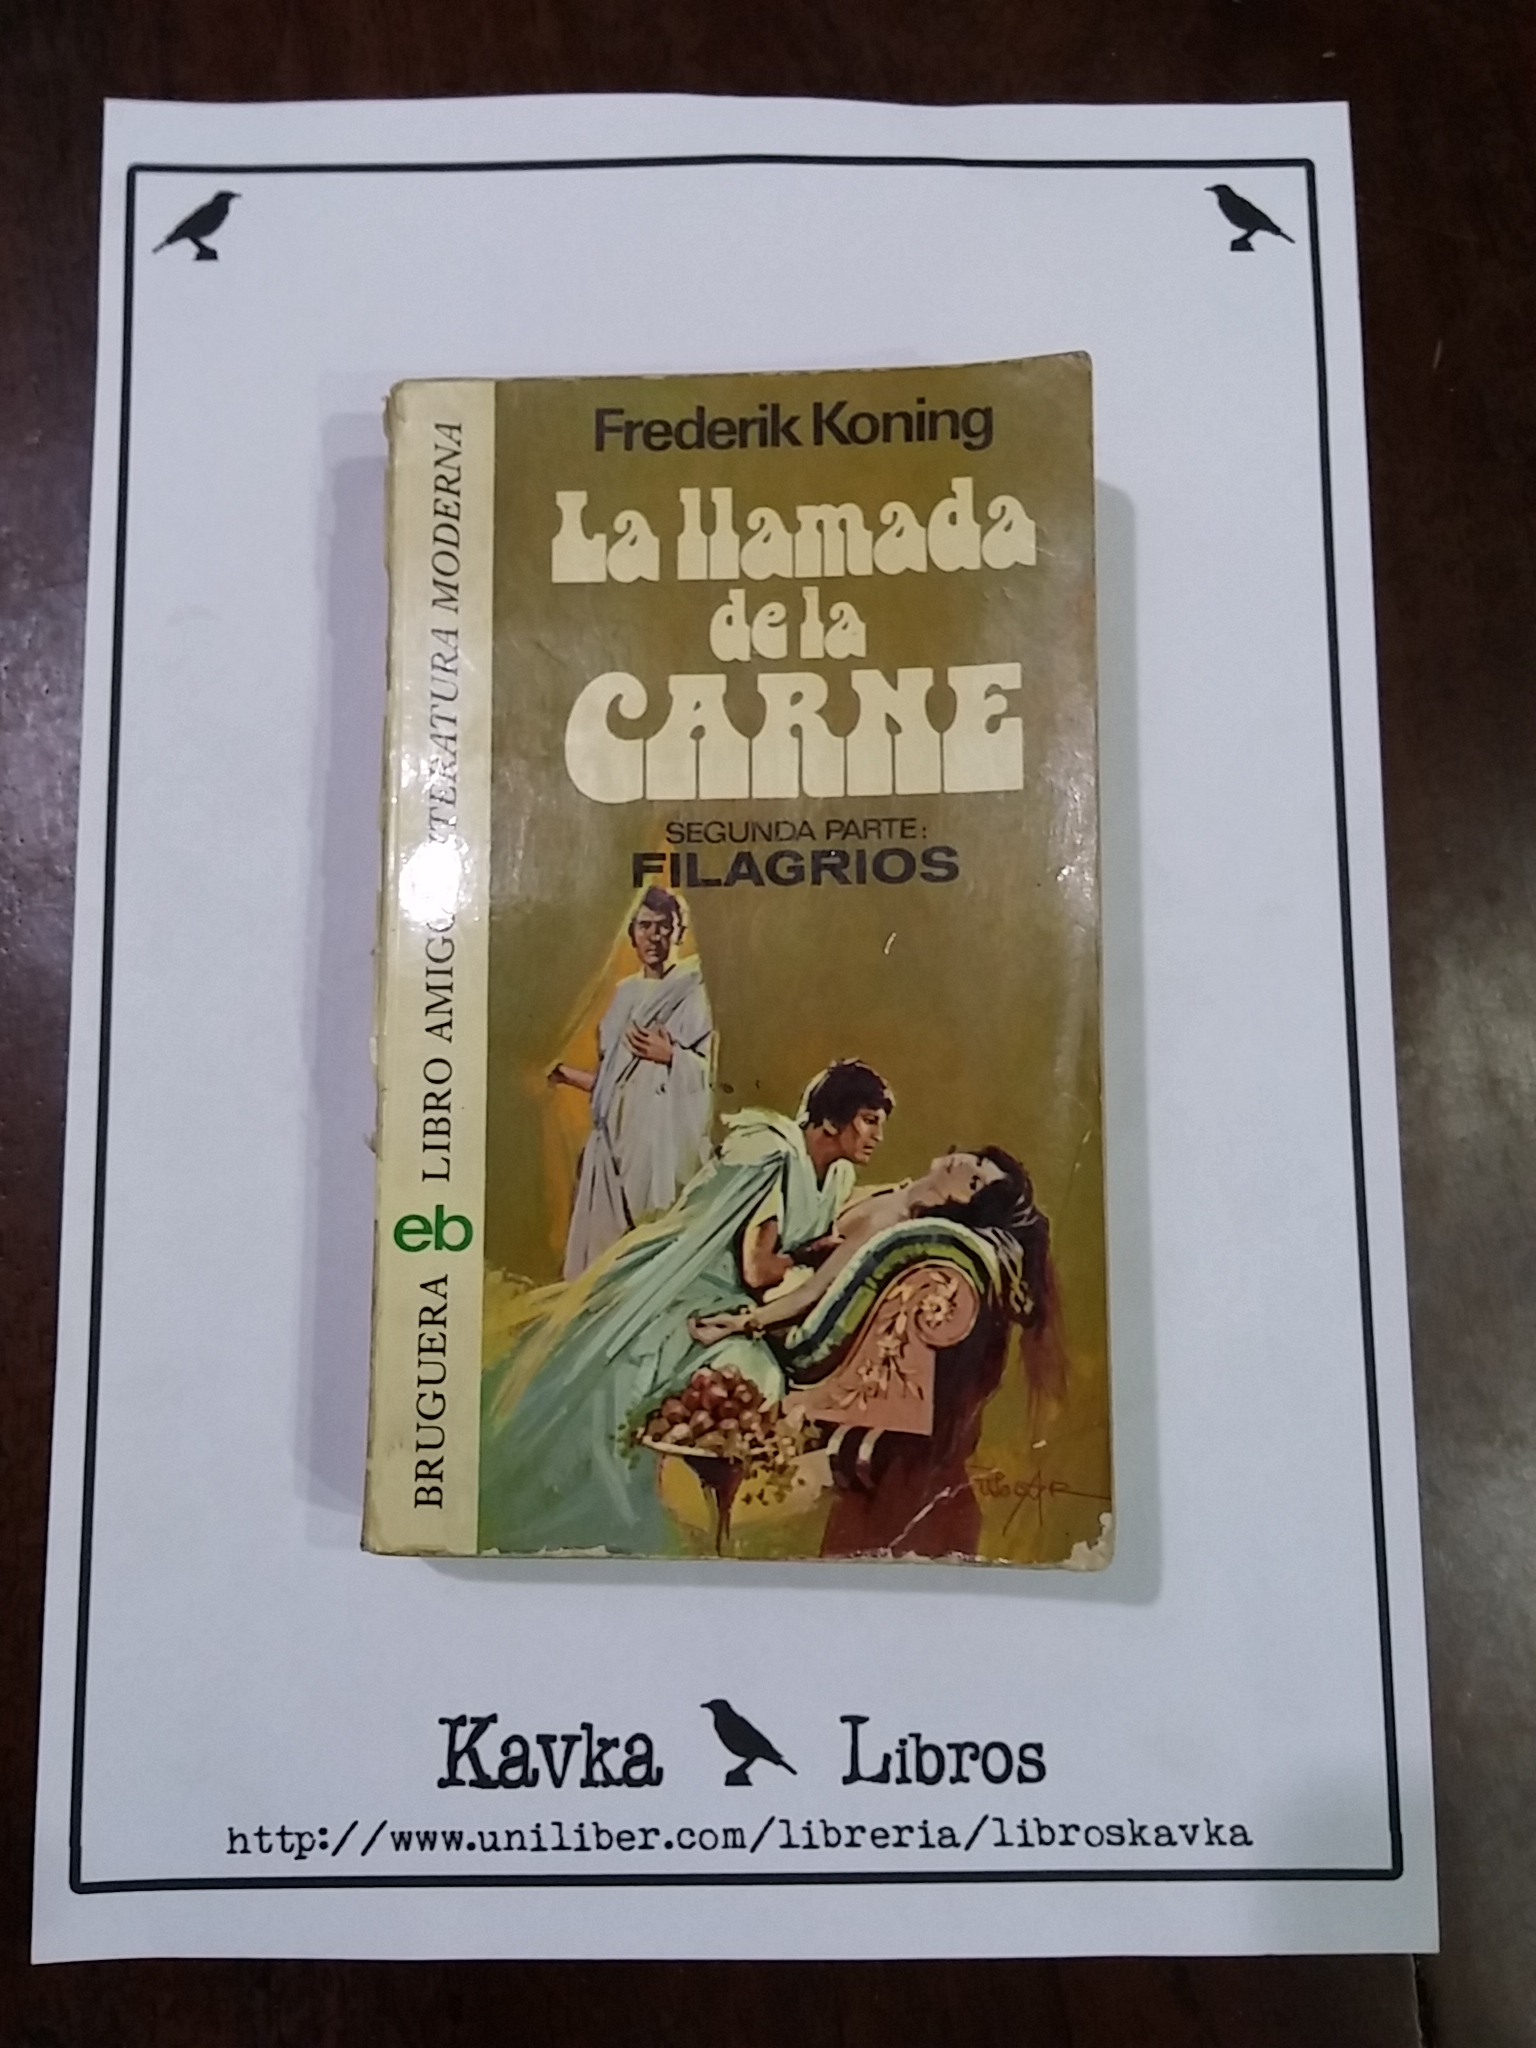 Frederik Koning
La llamada
de la
CARNE
SEGUNDA PARTE:
FILAGRIOS
BRUGUERA eb LIBRO AMIGO LITERATURA MODERNA
Kavka Libros
http://www.uniliber.com/libreria/libroskavka